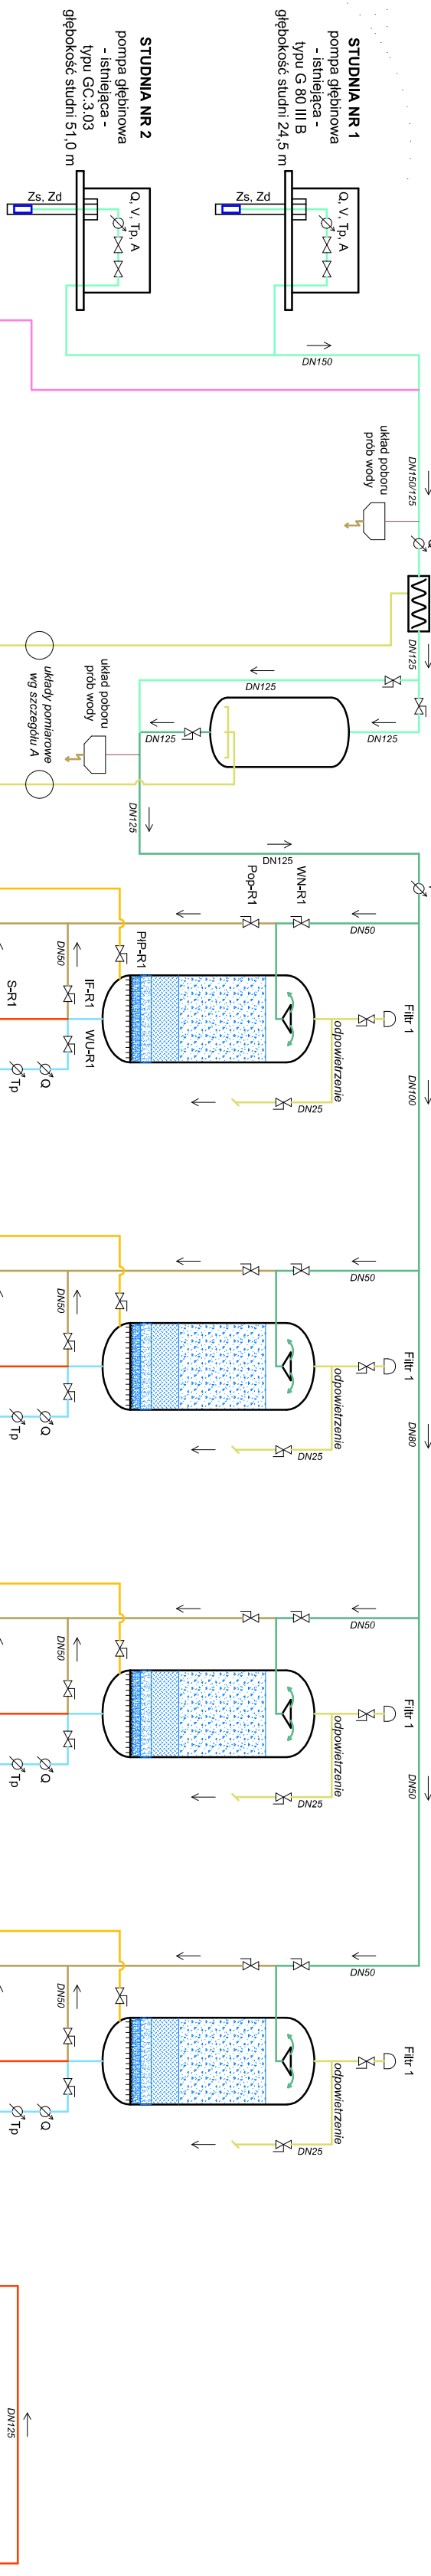 STUDNIA NR 1
pompa głębinowa
- istniejąca -
typu G 80 III B
głębokość studni 24,5 m
Q, V, Tp, A
Zs, Zd
STUDNIA NR 2
pompa głębinowa
- istniejąca -
typu GC.3.03
głębokość studni 51,0 m
Q, V, Tp, A
Zs, Zd
DN150
DN150/125
układ poboru
prób wody
DN125
DN125
DN125
DN125
układ poboru
prób wody
układy pomiarowe
wg szczegółu A
DN125
DN125
DN50
WN-R1
Pop-R1
PIP-R1
Filtr 1
odpowietrzenie
DN25
DN100
DN50
IF-R1
WU-R1
S-R1
Q
Tp
DN50
Filtr 1
odpowietrzenie
DN25
DN80
DN50
Q
Tp
DN50
Filtr 1
odpowietrzenie
DN25
DN50
DN50
Q
Tp
DN50
Filtr 1
odpowietrzenie
DN25
DN50
Q
Tp
DN125